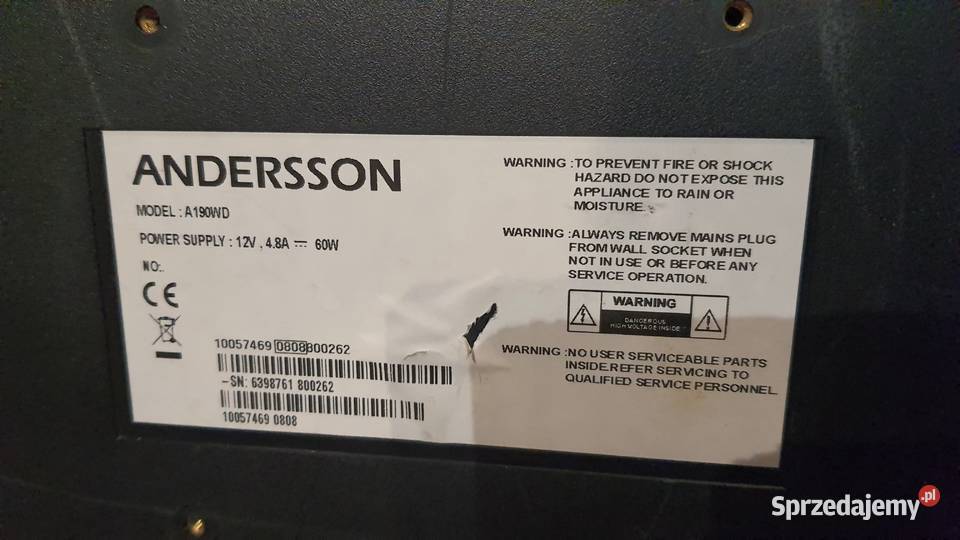 ANDERSSON
MODEL : A190WD
POWER SUPPLY : 12V , 4.8A ⎓ 60W
NO:.
CE
10057469 0808 800262
-SN: 6398761 800262
10057469 0808
WARNING :TO PREVENT FIRE OR SHOCK
HAZARD DO NOT EXPOSE THIS
APPLIANCE TO RAIN OR
MOISTURE.
WARNING :ALWAYS REMOVE MAINS PLUG
FROM WALL SOCKET WHEN
NOT IN USE OR BEFORE ANY
SERVICE OPERATION.
WARNING
DANGEROUS
HIGH VOLTAGE INSIDE
WARNING :NO USER SERVICEABLE PARTS
INSIDE.REFER SERVICING TO
QUALIFIED SERVICE PERSONNEL
Sprzedajemy.pl